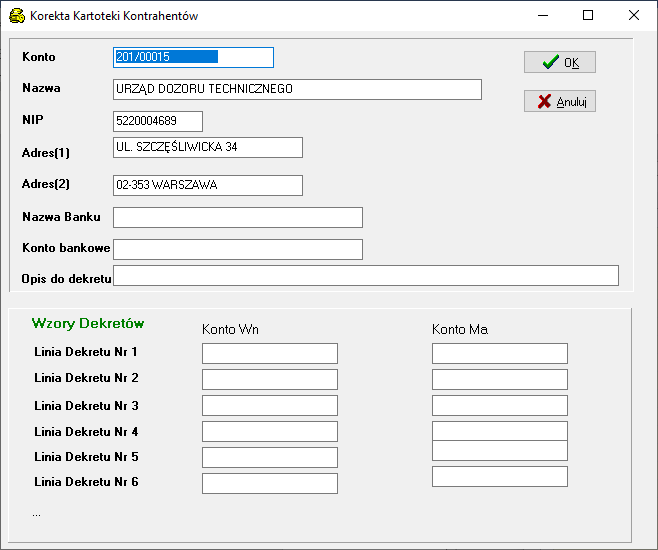 Korekta Kartoteki Kontrahentów
Konto 201/00015
OK
Nazwa URZĄD DOZORU TECHNICZNEGO
Anuluj
NIP 5220004689
Adres(1) UL. SZCZĘŚLIWICKA 34
Adres(2) 02-353 WARSZAWA
Nazwa Banku
Konto bankowe
Opis do dekretu
Wzory Dekretów
Konto Wn Konto Ma
Linia Dekretu Nr 1
Linia Dekretu Nr 2
Linia Dekretu Nr 3
Linia Dekretu Nr 4
Linia Dekretu Nr 5
Linia Dekretu Nr 6
...